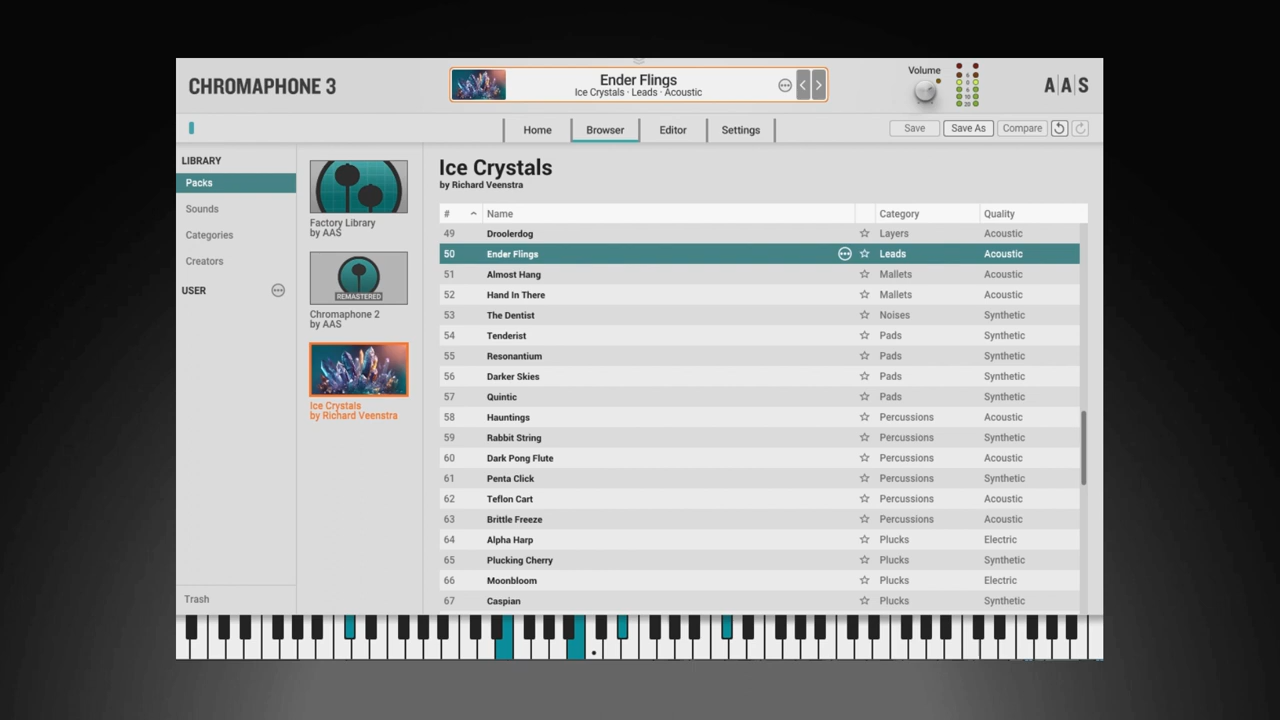 CHROMAPHONE 3
Ender Flings
Ice Crystals · Leads · Acoustic
Volume
6
0
6
10
20
A|A|S
Home
Browser
Editor
Settings
Save
Save As
Compare
LIBRARY
Packs
Sounds
Categories
Creators
USER
Trash
Factory Library
by AAS
REMASTERED
Chromaphone 2
by AAS
Ice Crystals
by Richard Veenstra
Ice Crystals
by Richard Veenstra
# Name Category Quality
49 Droolerdog Layers Acoustic
50 Ender Flings Leads Acoustic
51 Almost Hang Mallets Acoustic
52 Hand In There Mallets Acoustic
53 The Dentist Noises Synthetic
54 Tenderist Pads Acoustic
55 Resonantium Pads Synthetic
56 Darker Skies Pads Synthetic
57 Quintic Pads Synthetic
58 Hauntings Percussions Acoustic
59 Rabbit String Percussions Synthetic
60 Dark Pong Flute Percussions Acoustic
61 Penta Click Percussions Synthetic
62 Teflon Cart Percussions Acoustic
63 Brittle Freeze Percussions Acoustic
64 Alpha Harp Plucks Electric
65 Plucking Cherry Plucks Synthetic
66 Moonbloom Plucks Electric
67 Caspian Plucks Synthetic